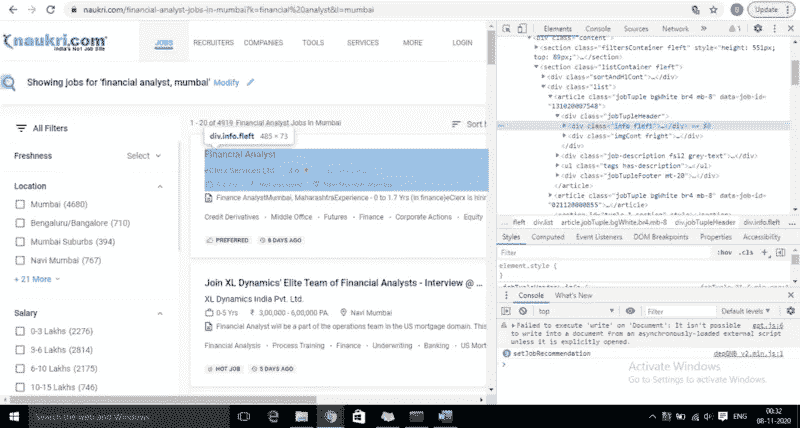 naukri.com/financial-analyst-jobs-in-mumbai?k=financial%20analyst&l=mumbai
Update
naukri.com
India's No.1 Job Site
JOBS
RECRUITERS
COMPANIES
TOOLS
SERVICES
MORE
LOGIN
Showing jobs for 'financial analyst, mumbai' Modify
All Filters
Freshness
Select
Location
Mumbai (4680)
Bengaluru/Bangalore (710)
Mumbai Suburbs (394)
Navi Mumbai (767)
+ 21 More
Salary
0-3 Lakhs (2276)
3-6 Lakhs (2814)
6-10 Lakhs (2175)
10-15 Lakhs (746)
1 - 20 of 4919 Financial Analyst Jobs In Mumbai
Sort
div.info.fleft 485 × 73
Financial Analyst
eClerx Services Ltd.
Finance AnalystMumbai, MaharashtraExperience - 0 to 1.7 Yrs (In finance)eClerx is hirin
Credit Derivatives • Middle Office • Futures • Finance • Corporate Actions • Equity
PREFERRED
8 DAYS AGO
Join XL Dynamics' Elite Team of Financial Analysts - Interview @ ...
XL Dynamics India Pvt. Ltd.
0-5 Yrs
₹ 3,00,000 - 6,00,000 PA.
Navi Mumbai
Financial Analyst will be a part of the operations team in the US mortgage domain. This
Financial Analysis • Process Training • Finance • Underwriting • Banking • US Mort
HOT JOB
8 DAYS AGO
Elements
Console
Sources
1
<div class="content">
<section class="filtersContainer fleft" style="height: 551px;
top: 89px;">…</section>
<section class="listContainer fleft">
<div class="sortAndH1Cont">…</div>
<div class="list">
<article class="jobTuple bgWhite br4 mb-8" data-job-id=
"131020007548">
<div class="jobTupleHeader">
<div class="info fleft">…</div> == $0
<div class="imgCont fright">…</div>
</div>
<div class="job-description fs12 grey-text">…</div>
<ul class="tags has-description">…</ul>
<div class="jobTupleFooter mt-20">…</div>
</article>
<article class="jobTuple bgWhite br4 mb-8" data-job-id=
"021120000855">…</article>
… fleft div.list article.jobTuple.bgWhite.br4.mb-8 div.jobTupleHeader div.info.fleft …
Styles
Computed
Event Listeners
DOM Breakpoints
Properties
Filter
:hov .cls +
element.style {
}
Console
What's New
top
Filter
Default levels
Failed to execute 'write' on 'Document': It isn't possible
to write into a document from an asynchronously-loaded external script
unless it is explicitly opened.
gpt.js:6
setJobRecommendation
Activate Windows
Go to Settings to activate Windows.
Search the web and Windows
ENG
00:32
08-11-2020